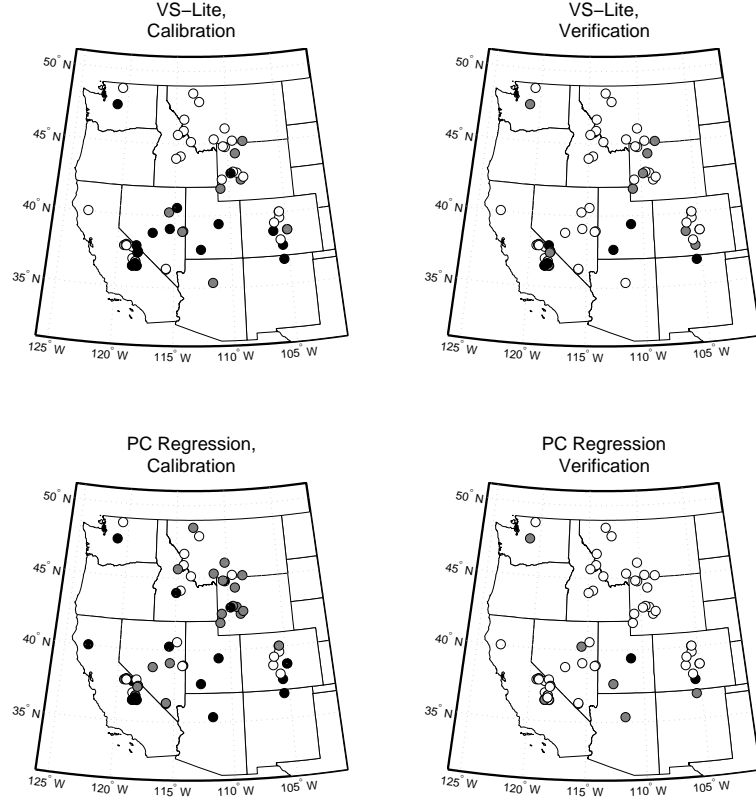 VS−Lite,
Calibration
50° N
45° N
40° N
35° N
125° W
120° W
115° W
110° W
105° W
VS−Lite,
Verification
50° N
45° N
40° N
35° N
125° W
120° W
115° W
110° W
105° W
PC Regression,
Calibration
50° N
45° N
40° N
35° N
125° W
120° W
115° W
110° W
105° W
PC Regression
Verification
50° N
45° N
40° N
35° N
125° W
120° W
115° W
110° W
105° W